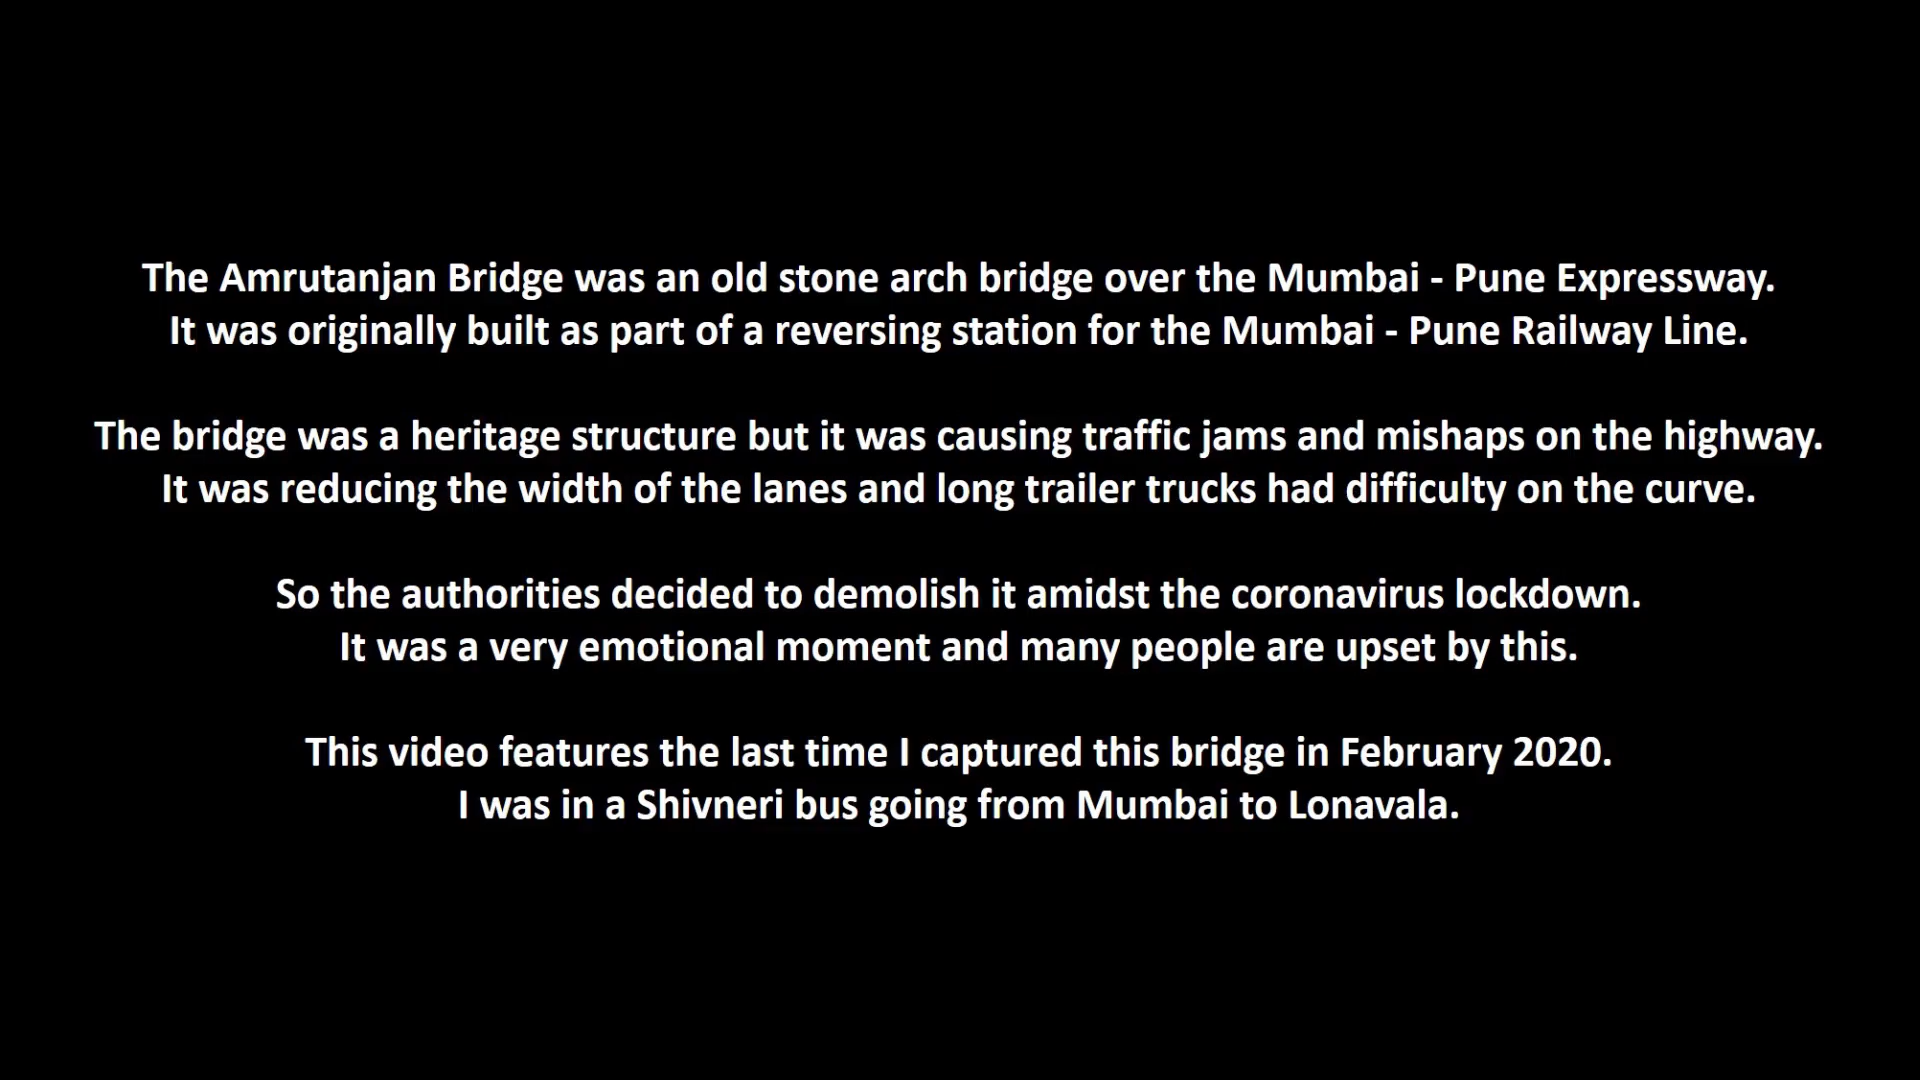 The Amrutanjan Bridge was an old stone arch bridge over the Mumbai - Pune Expressway.
It was originally built as part of a reversing station for the Mumbai - Pune Railway Line.
The bridge was a heritage structure but it was causing traffic jams and mishaps on the highway.
It was reducing the width of the lanes and long trailer trucks had difficulty on the curve.
So the authorities decided to demolish it amidst the coronavirus lockdown.
It was a very emotional moment and many people are upset by this.
This video features the last time I captured this bridge in February 2020.
I was in a Shivneri bus going from Mumbai to Lonavala.